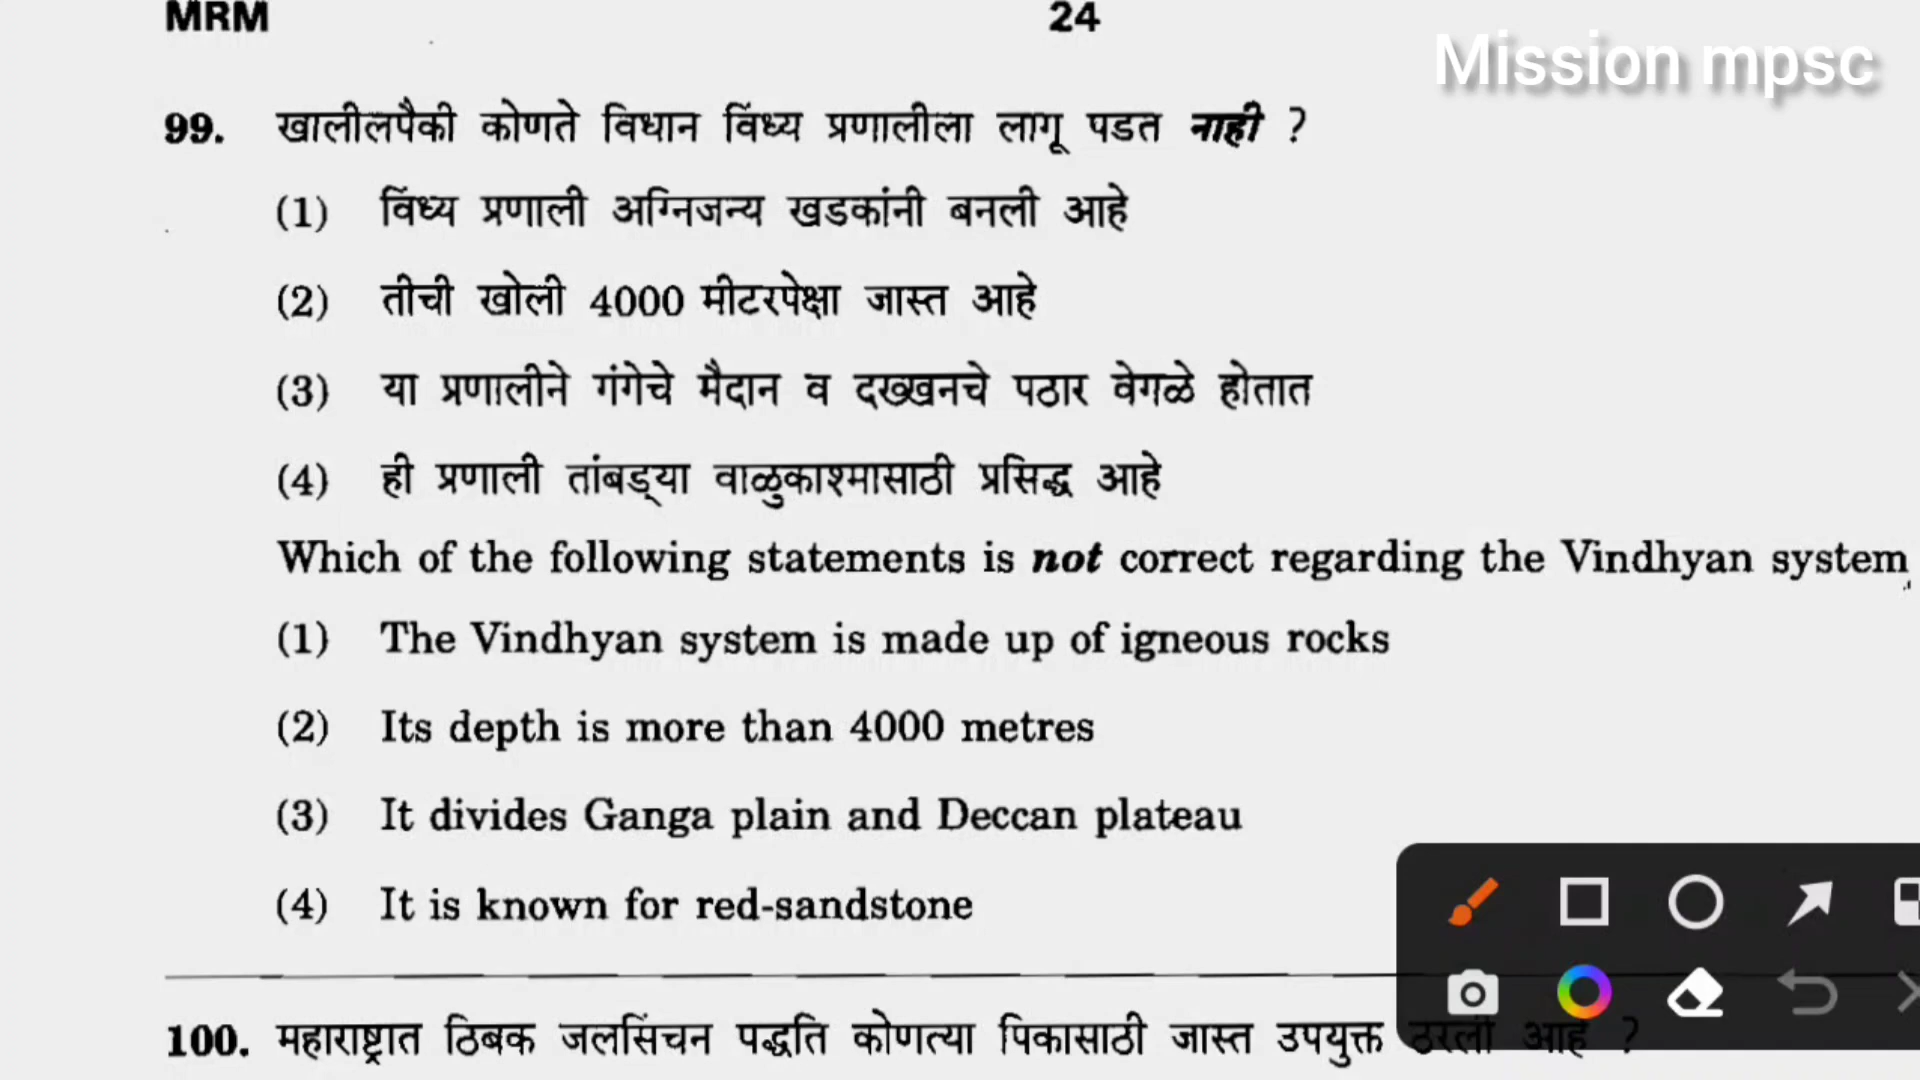 MRM 24
Mission mpsc
99. खालीलपैकी कोणते विधान विंध्य प्रणालीला लागू पडत नाही ?
(1) विंध्य प्रणाली अग्निजन्य खडकांनी बनली आहे
(2) तीची खोली 4000 मीटरपेक्षा जास्त आहे
(3) या प्रणालीने गंगेचे मैदान व दख्खनचे पठार वेगळे होतात
(4) ही प्रणाली तांबड्या वाळुकाश्मासाठी प्रसिद्ध आहे
Which of the following statements is not correct regarding the Vindhyan system
(1) The Vindhyan system is made up of igneous rocks
(2) Its depth is more than 4000 metres
(3) It divides Ganga plain and Deccan plateau
(4) It is known for red-sandstone
100. महाराष्ट्रात ठिबक जलसिंचन पद्धति कोणत्या पिकासाठी जास्त उपयुक्त ठरली आहे ?